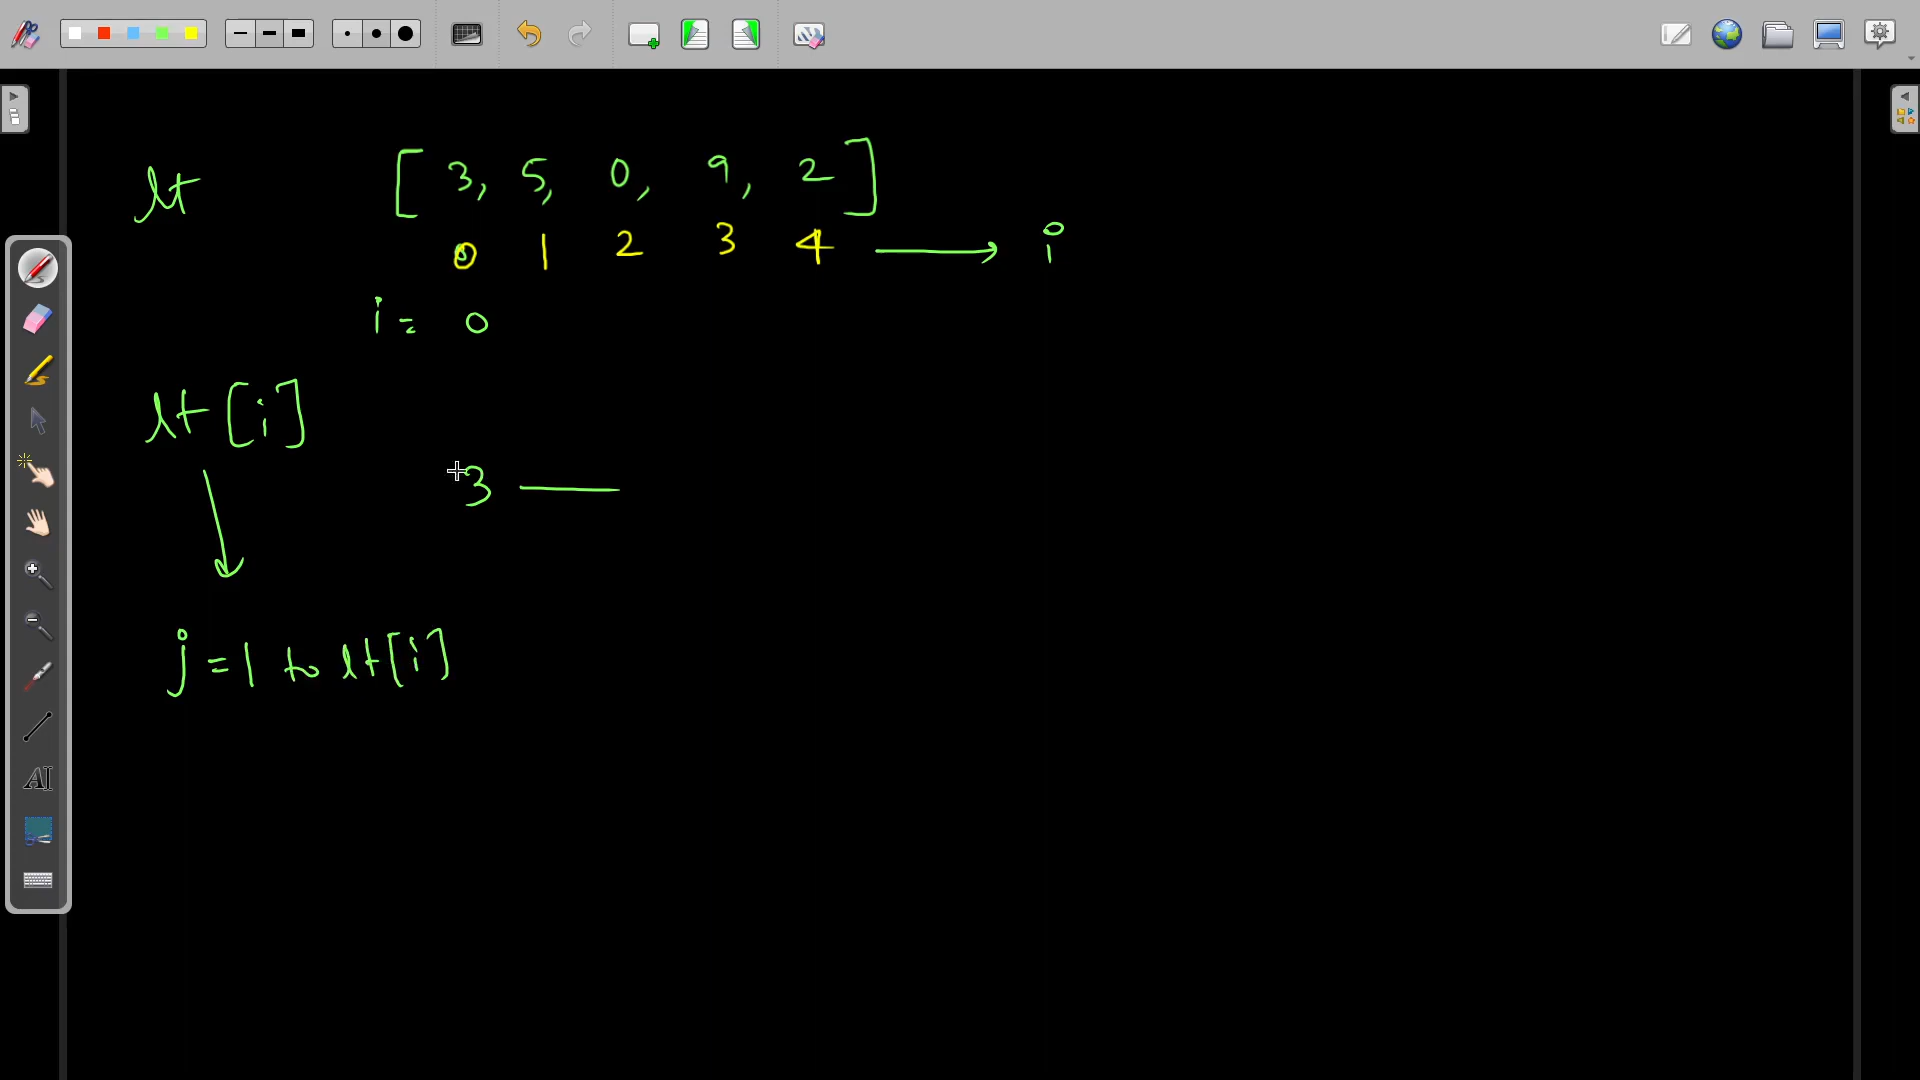 lt [ 3, 5, 0, 9, 2 ]
0 1 2 3 4 → i
i = 0
lt [i]
3 —
j = 1 to lt[i]